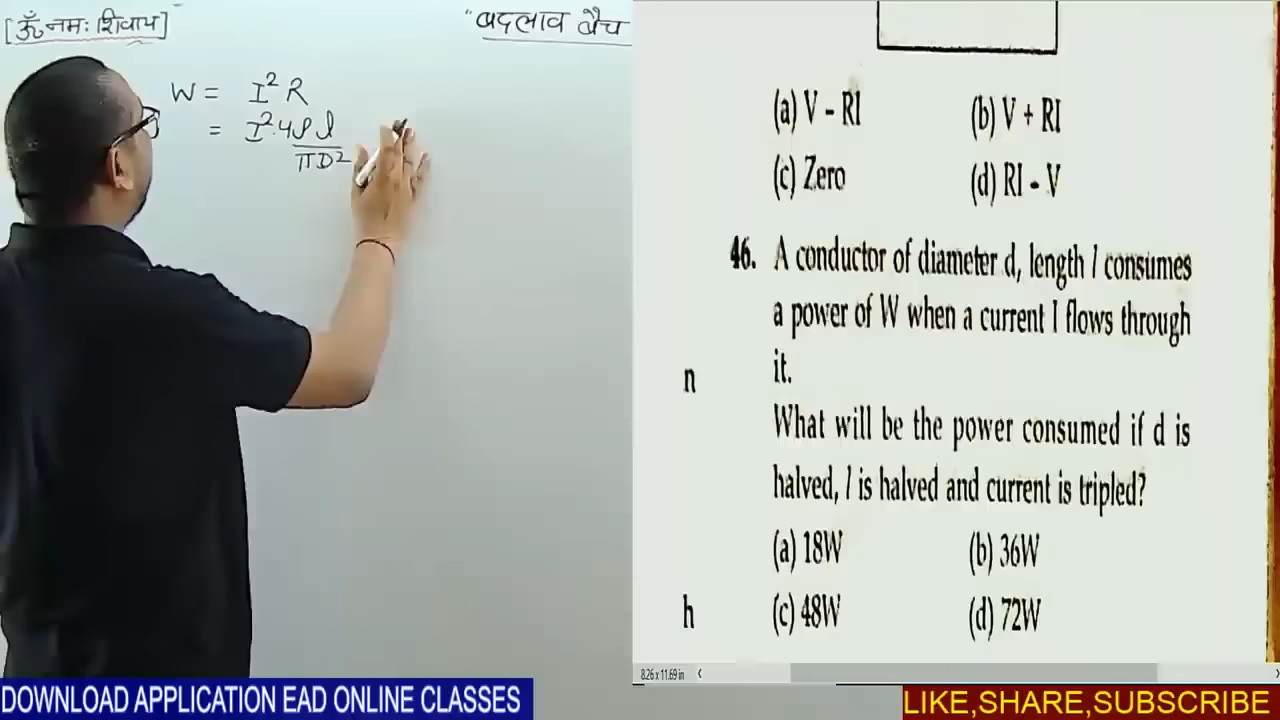 [ॐ नमः शिवाय]
"बदलाव बैच
W = I² R
= I².4ρl
πD²
(a) V – RI (b) V + RI
(c) Zero (d) RI - V
46. A conductor of diameter d, length l consumes
a power of W when a current I flows through
n it.
What will be the power consumed if d is
halved, l is halved and current is tripled?
(a) 18W (b) 36W
h (c) 48W (d) 72W
8.26 x 11.69 in
DOWNLOAD APPLICATION EAD ONLINE CLASSES
LIKE,SHARE,SUBSCRIBE